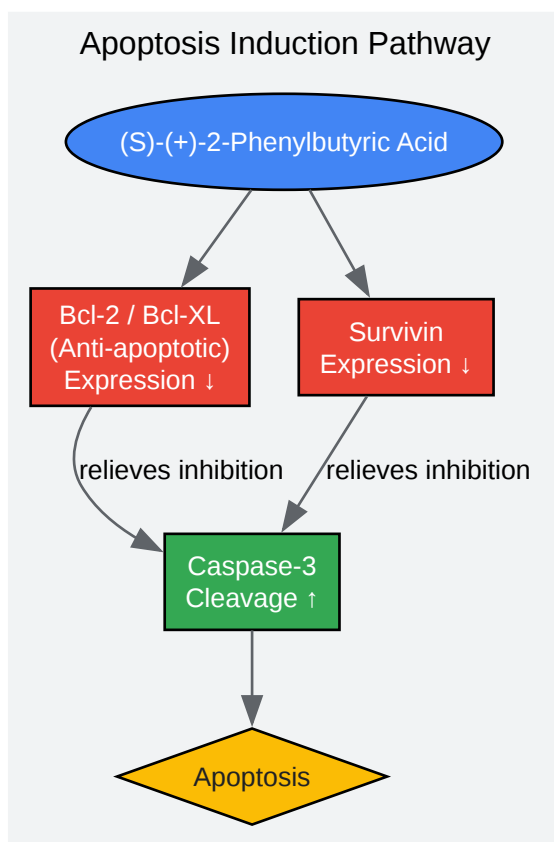 Apoptosis Induction Pathway
(S)-(+)-2-Phenylbutyric Acid
Bcl-2 / Bcl-XL
(Anti-apoptotic)
Expression ↓
Survivin
Expression ↓
relieves inhibition
relieves inhibition
Caspase-3
Cleavage ↑
Apoptosis